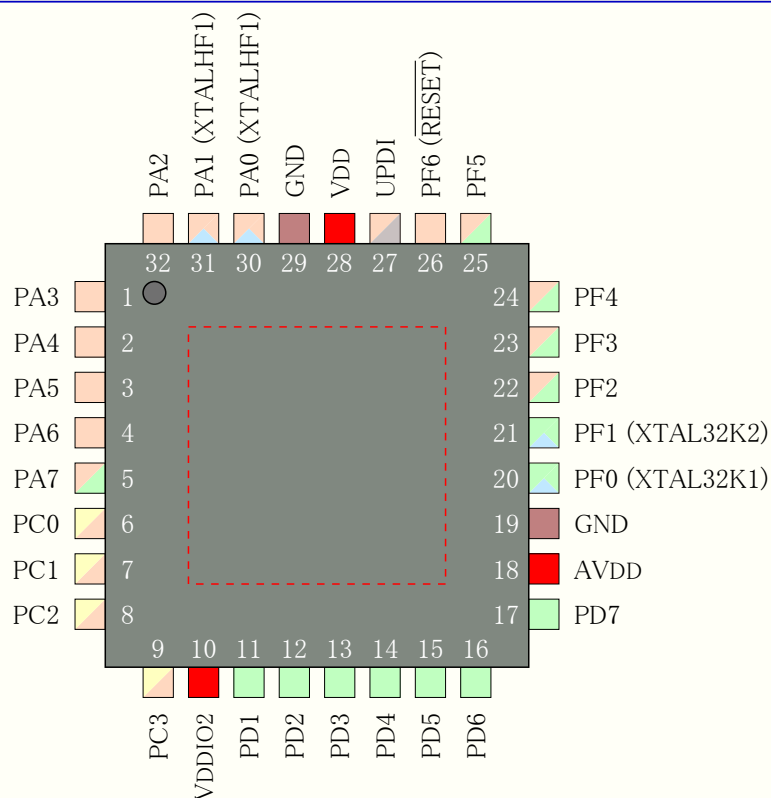 PA2
PA1 (XTALHF1)
PA0 (XTALHF1)
GND
VDD
UPDI
PF6 (RESET)
PF5
32 31 30 29 28 27 26 25
PA3 1 24 PF4
PA4 2 23 PF3
PA5 3 22 PF2
PA6 4 21 PF1 (XTAL32K2)
PA7 5 20 PF0 (XTAL32K1)
PC0 6 19 GND
PC1 7 18 AVDD
PC2 8 17 PD7
9 10 11 12 13 14 15 16
PC3
VDDIO2
PD1
PD2
PD3
PD4
PD5
PD6